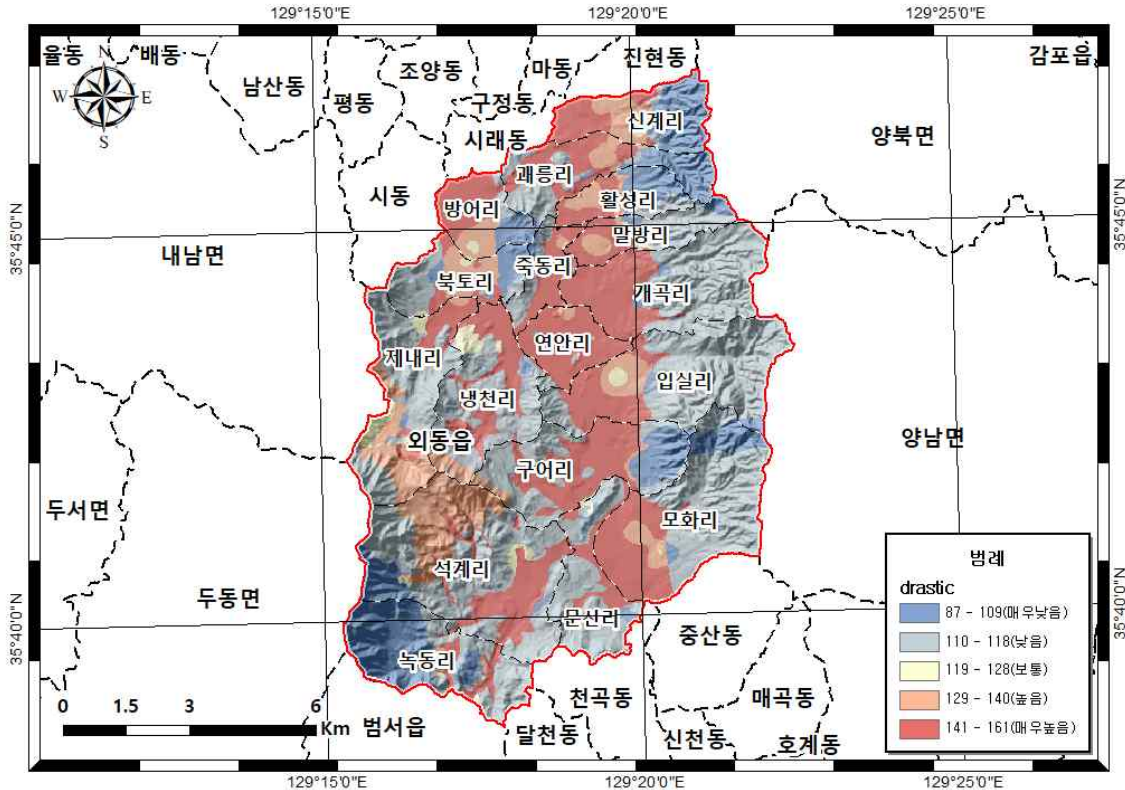 129°15'0"E
129°20'0"E
129°25'0"E
율동
배동
남산동
평동
조양동
마동
구정동
진현동
감포읍
N
W
E
S
시래동
신계리
양북면
괘릉리
시동
방어리
활성리
35°45'0"N
35°45'0"N
말방리
내남면
죽동리
북토리
개곡리
연안리
제내리
입실리
냉천리
외동읍
양남면
구어리
두서면
모화리
석계리
두동면
문산리
35°40'0"N
35°40'0"N
중산동
녹동리
천곡동
매곡동
범서읍
달천동
신천동
호계동
0 1.5 3 6
Km
범례
drastic
87 - 109(매우낮음)
110 - 118(낮음)
119 - 128(보통)
129 - 140(높음)
141 - 161(매우높음)
129°15'0"E
129°20'0"E
129°25'0"E